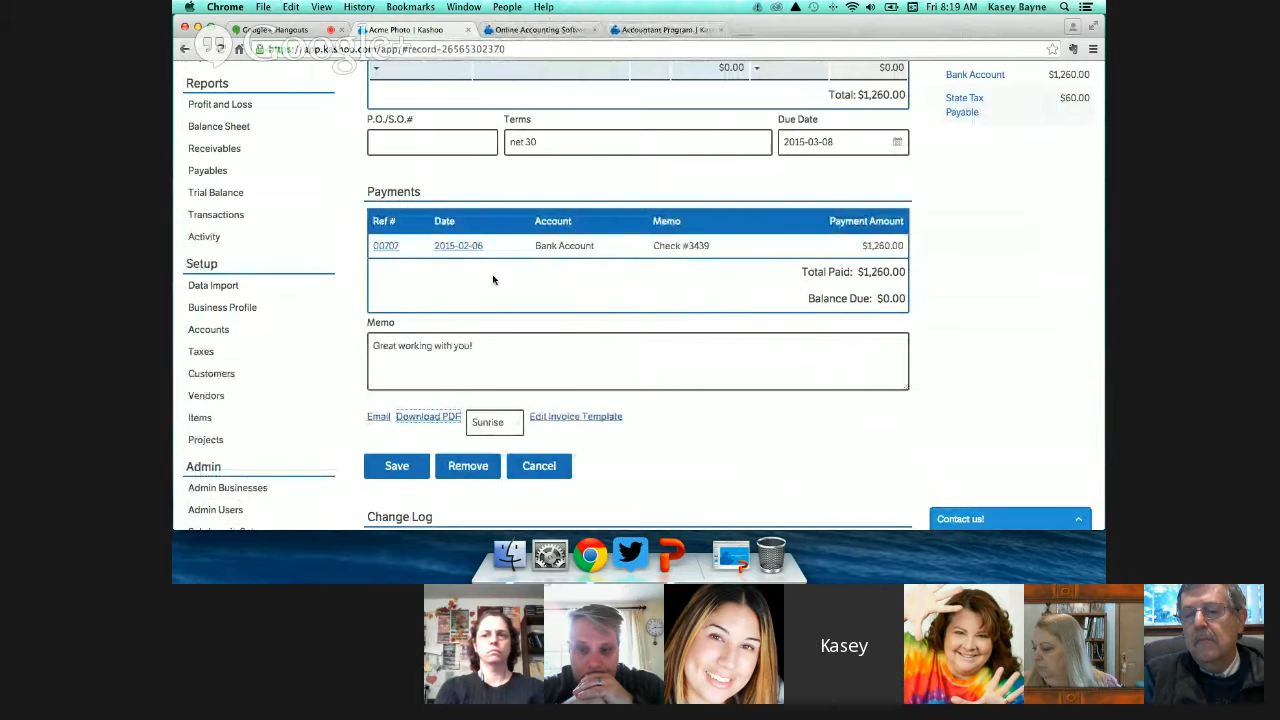 Chrome File Edit View History Bookmarks Window People Help Fri 8:19 AM Kasey Bayne
Google+ Hangouts Acme Photo | Kashoo Online Accounting Softwa Accountant Program | Kas
Google+
Reports
Profit and Loss
Balance Sheet
Receivables
Payables
Trial Balance
Transactions
Activity
Setup
Data Import
Business Profile
Accounts
Taxes
Customers
Vendors
Items
Projects
Admin
Admin Businesses
Admin Users
$0.00 $0.00
Total: $1,260.00
P.O./S.O.# Terms Due Date
net 30 2015-03-08
Payments
Ref # Date Account Memo Payment Amount
00707 2015-02-06 Bank Account Check #3439 $1,260.00
Total Paid: $1,260.00
Balance Due: $0.00
Memo
Great working with you!
Email Download PDF Sunrise Edit Invoice Template
Save Remove Cancel
Change Log
Bank Account $1,260.00
State Tax $60.00
Payable
Contact us!
Kasey